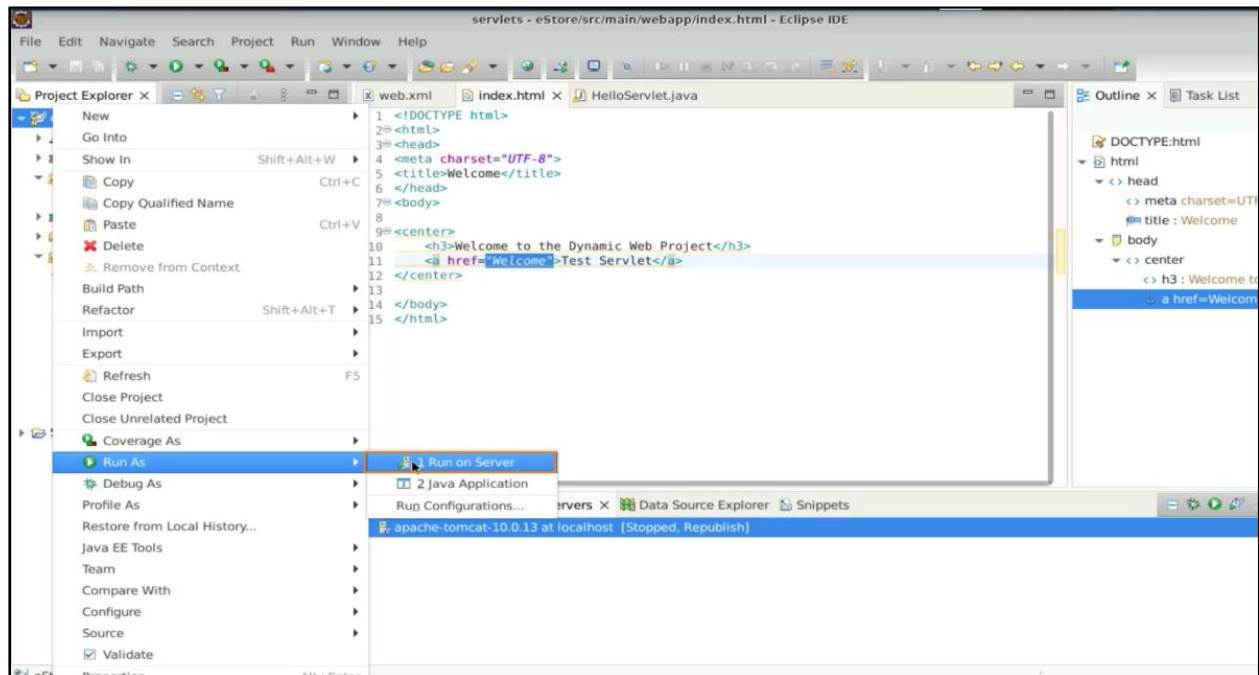 servlets - eStore/src/main/webapp/index.html - Eclipse IDE
File Edit Navigate Search Project Run Window Help
Project Explorer
web.xml index.html HelloServlet.java
Outline Task List
New
Go Into
Show In Shift+Alt+W
Copy Ctrl+C
Copy Qualified Name
Paste Ctrl+V
Delete
Remove from Context
Build Path
Refactor Shift+Alt+T
Import
Export
Refresh F5
Close Project
Close Unrelated Project
Coverage As
Run As
Debug As
Profile As
Restore from Local History...
Java EE Tools
Team
Compare With
Configure
Source
Validate
1 Run on Server
2 Java Application
Run Configurations...
1 <!DOCTYPE html>
2 <html>
3 <head>
4 <meta charset="UTF-8">
5 <title>Welcome</title>
6 </head>
7 <body>
8
9 <center>
10 <h3>Welcome to the Dynamic Web Project</h3>
11 <a href="Welcome">Test Servlet</a>
12 </center>
13
14 </body>
15 </html>
ervers Data Source Explorer Snippets
apache-tomcat-10.0.13 at localhost [Stopped, Republish]
DOCTYPE:html
html
head
meta charset=UTF
title : Welcome
body
center
h3 : Welcome to
a href=Welcom